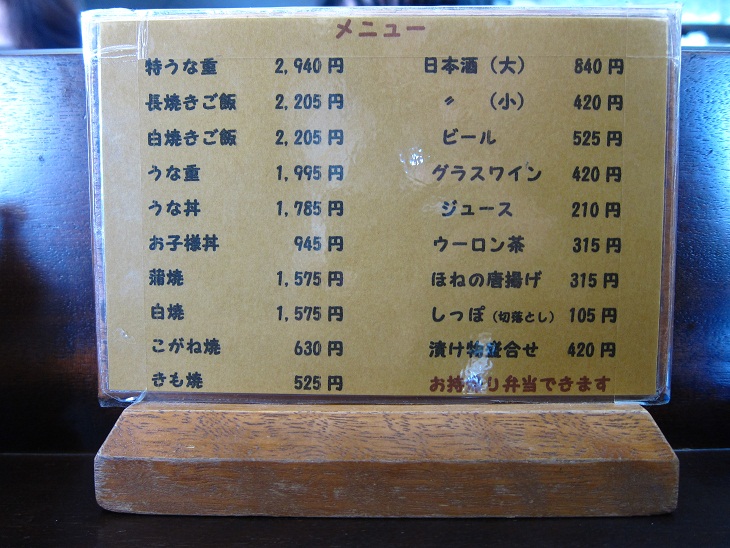 メニュー
特うな重 2,940円
長焼きご飯 2,205円
白焼きご飯 2,205円
うな重 1,995円
うな丼 1,785円
お子様丼 945円
蒲焼 1,575円
白焼 1,575円
こがね焼 630円
きも焼 525円
日本酒(大) 840円
〃 (小) 420円
ビール 525円
グラスワイン 420円
ジュース 210円
ウーロン茶 315円
ほねの唐揚げ 315円
しっぽ(切落とし) 105円
漬け物盛合せ 420円
お持帰り弁当できます